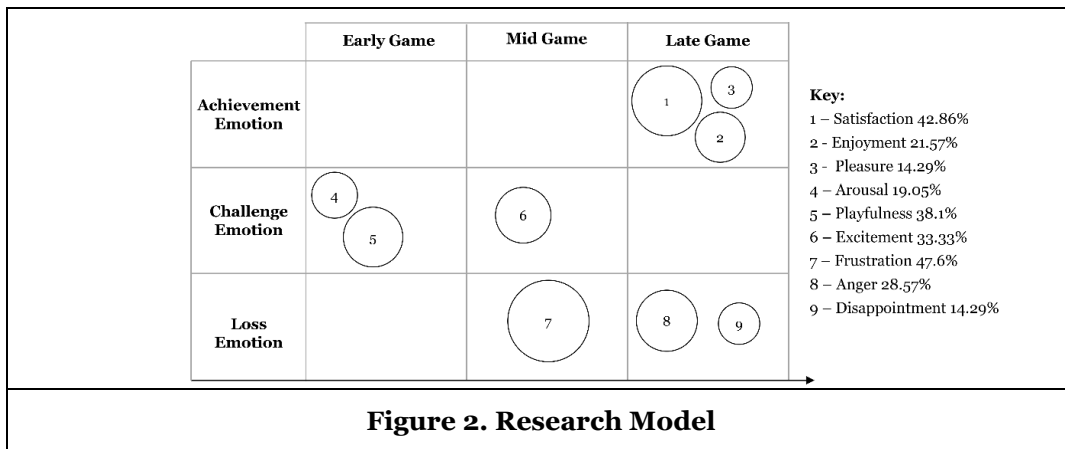 Early Game Mid Game Late Game
Achievement
Emotion
1
3
2
Challenge
Emotion
4
5
6
Loss
Emotion
7
8
9
Key:
1 – Satisfaction 42.86%
2 - Enjoyment 21.57%
3 - Pleasure 14.29%
4 – Arousal 19.05%
5 – Playfulness 38.1%
6 – Excitement 33.33%
7 – Frustration 47.6%
8 – Anger 28.57%
9 – Disappointment 14.29%
Figure 2. Research Model